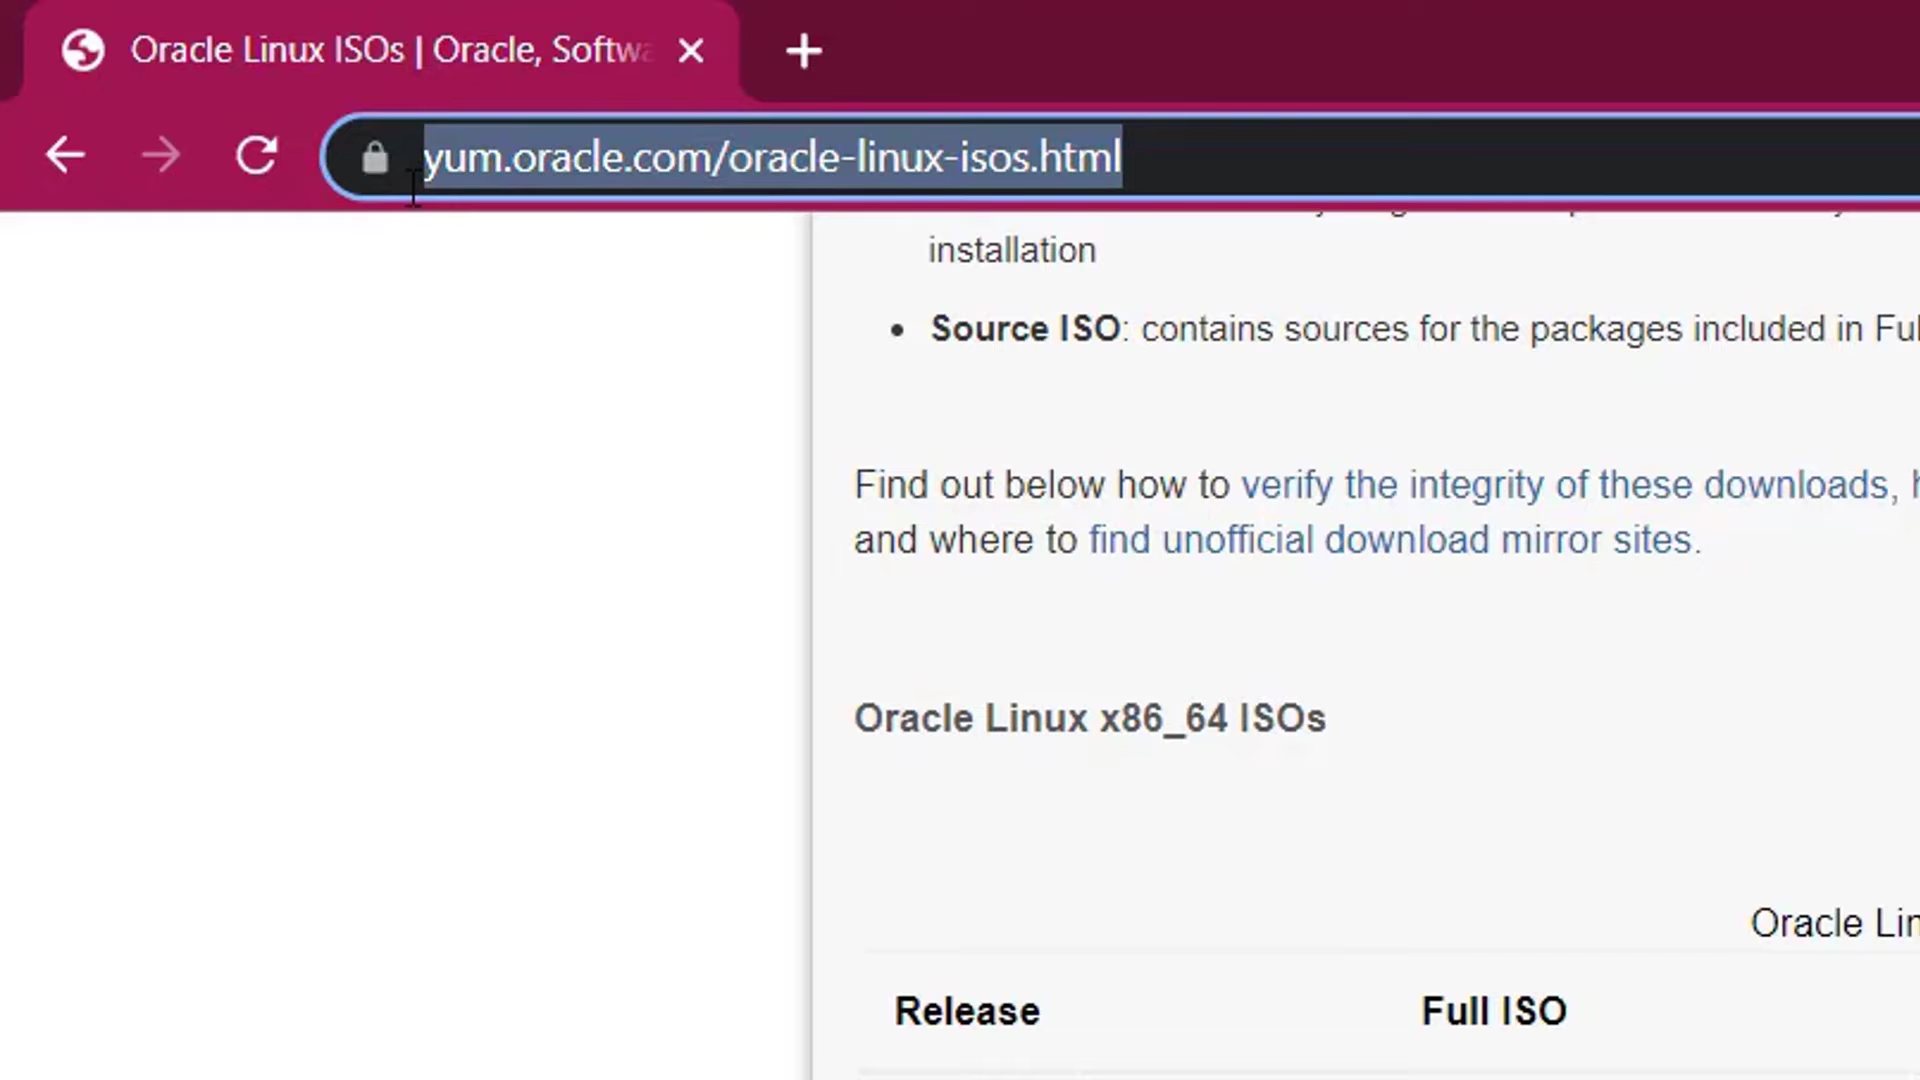 Oracle Linux ISOs | Oracle, Softwa
yum.oracle.com/oracle-linux-isos.html
installation
• Source ISO: contains sources for the packages included in Ful
Find out below how to verify the integrity of these downloads,
and where to find unofficial download mirror sites.
Oracle Linux x86_64 ISOs
Oracle Lin
Release Full ISO